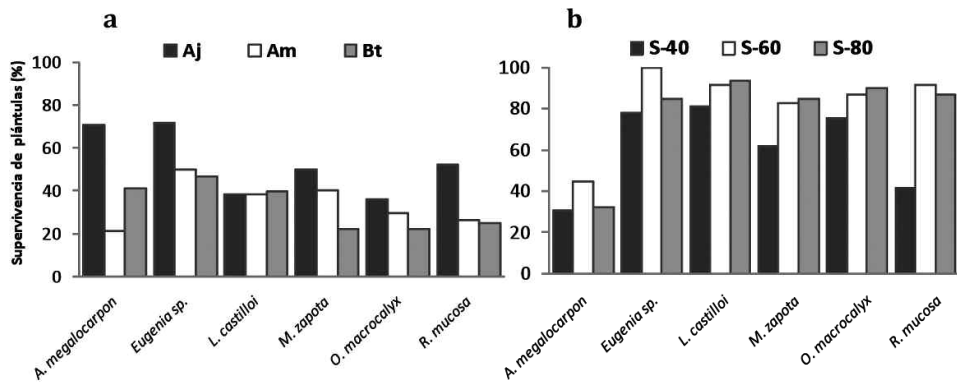 a
Aj Am Bt
Supervivencia de plántulas (%)
100
80
60
40
20
0
A. megalocarpon
Eugenia sp.
L. castilloi
M. zapota
O. macrocalyx
R. mucosa
b
S-40 S-60 S-80
100
80
60
40
20
0
A. megalocarpon
Eugenia sp.
L. castilloi
M. zapota
O. macrocalyx
R. mucosa